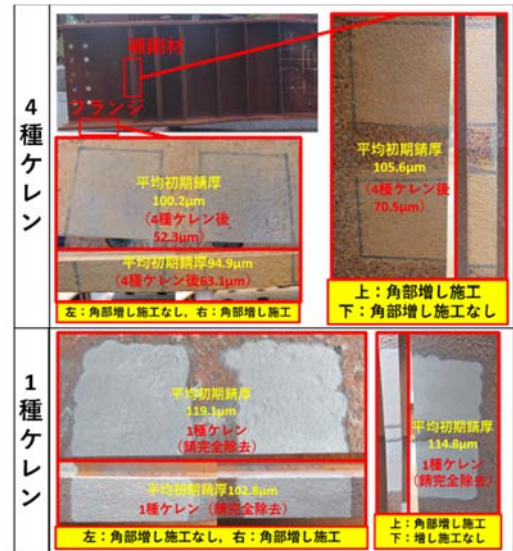 4種ケレン
補剛材
フランジ
平均初期錆厚
100.2μm
(4種ケレン後
52.3μm)
平均初期錆厚94.9μm
(4種ケレン後63.1μm)
左：角部増し施工なし，右：角部増し施工
平均初期錆厚
105.6μm
(4種ケレン後
70.5μm)
上：角部増し施工
下：角部増し施工なし
1種ケレン
平均初期錆厚
119.1μm
1種ケレン
(錆完全除去)
平均初期錆厚102.8μm
1種ケレン（錆完全除去）
左：角部増し施工なし，右：角部増し施工
平均初期錆厚
114.8μm
1種ケレン
(錆完全除去)
上：角部増し施工
下：増し施工なし